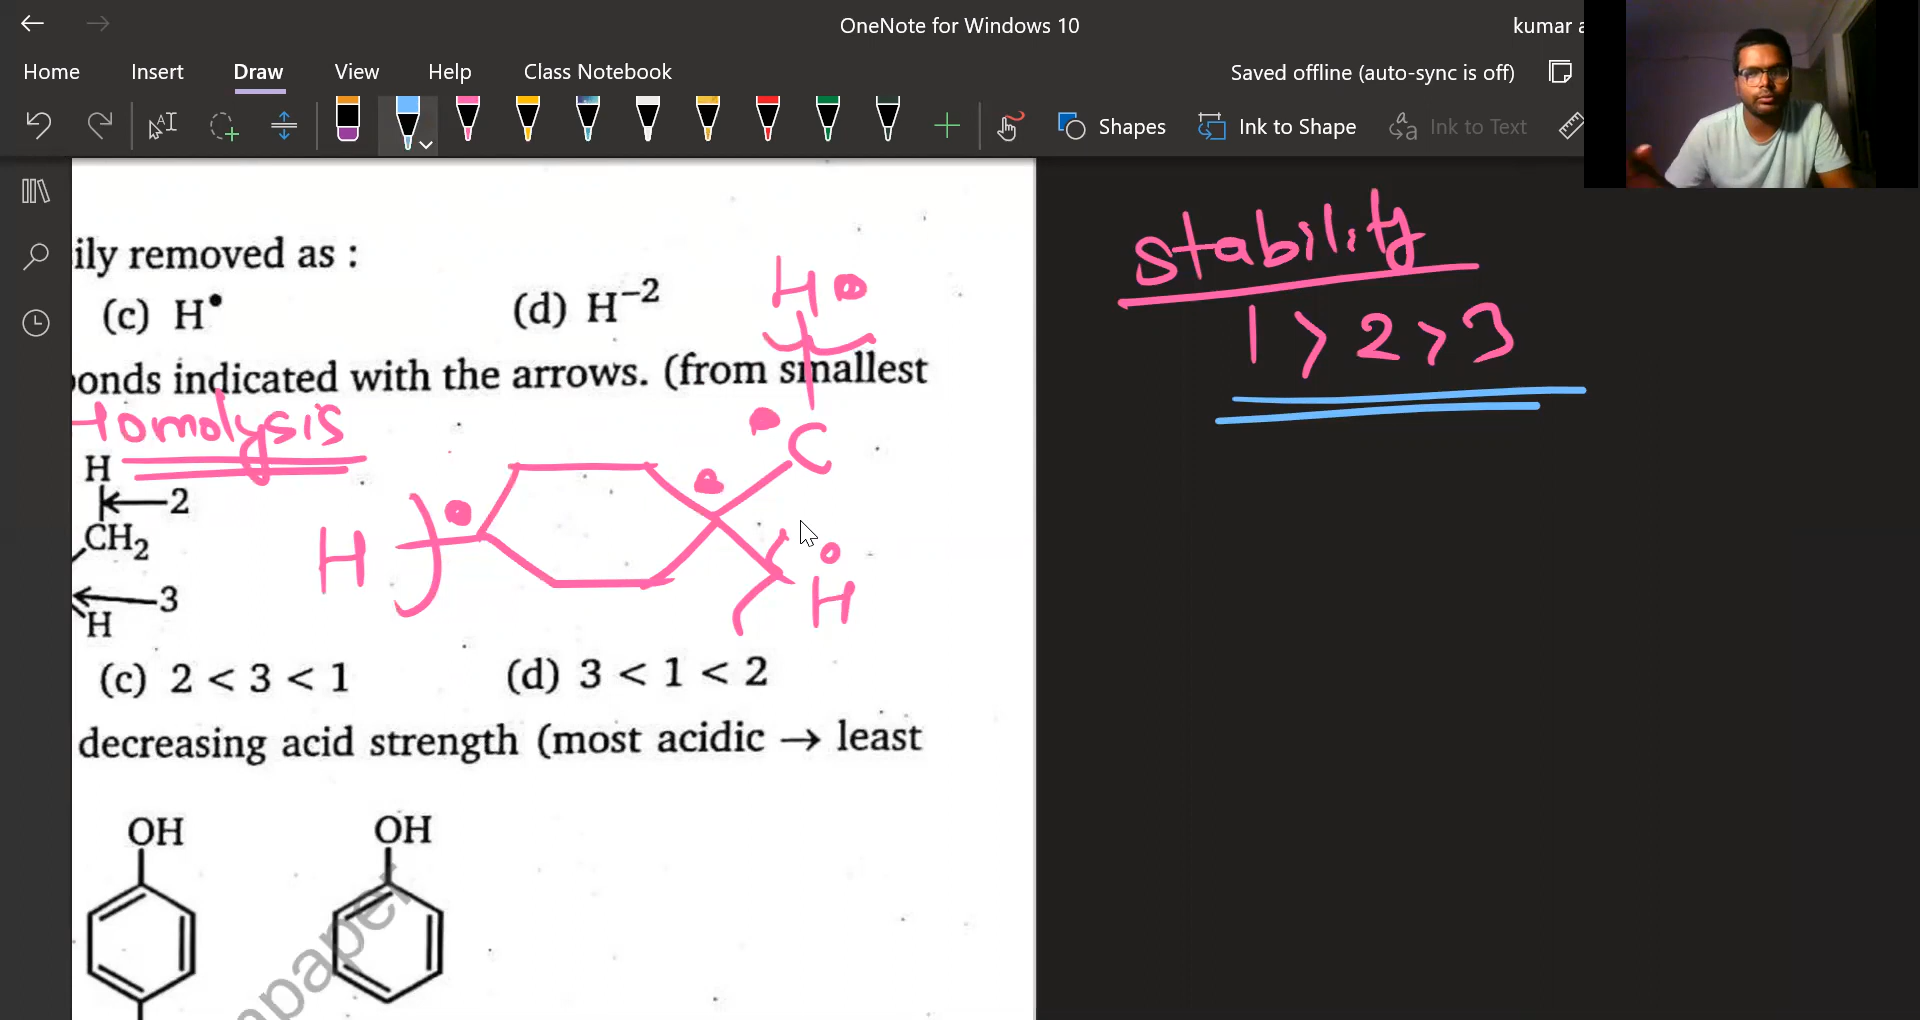 OneNote for Windows 10
kumar a
Home Insert Draw View Help Class Notebook
Saved offline (auto-sync is off)
Shapes Ink to Shape Ink to Text
ily removed as :
(c) H• (d) H⁻²
onds indicated with the arrows. (from smallest
Homolysis
H
2
CH₂
3
H
H
C
H
H
(c) 2 < 3 < 1 (d) 3 < 1 < 2
decreasing acid strength (most acidic → least
OH OH
stability
1 > 2 > 3